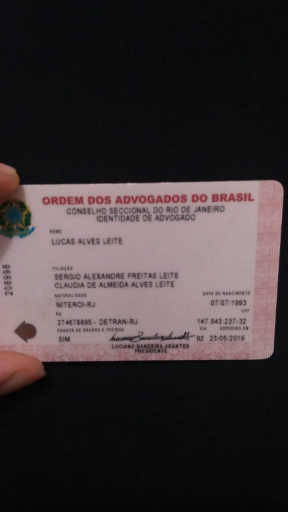 ORDEM DOS ADVOGADOS DO BRASIL
CONSELHO SECCIONAL DO RIO DE JANEIRO
IDENTIDADE DE ADVOGADO
NOME
LUCAS ALVES LEITE
FILIAÇÃO
SERGIO ALEXANDRE FREITAS LEITE
CLAUDIA DE ALMEIDA ALVES LEITE
NATURALIDADE DATA DE NASCIMENTO
NITEROI-RJ 07/07/1993
RG CPF
274676695 - DETRAN-RJ 147.643.237-32
DOADOR DE ÓRGÃOS E TECIDOS VIA EXPEDIDO EM
SIM 02 23/05/2019
LUCIANO BANDEIRA ARANTES
PRESIDENTE
208998